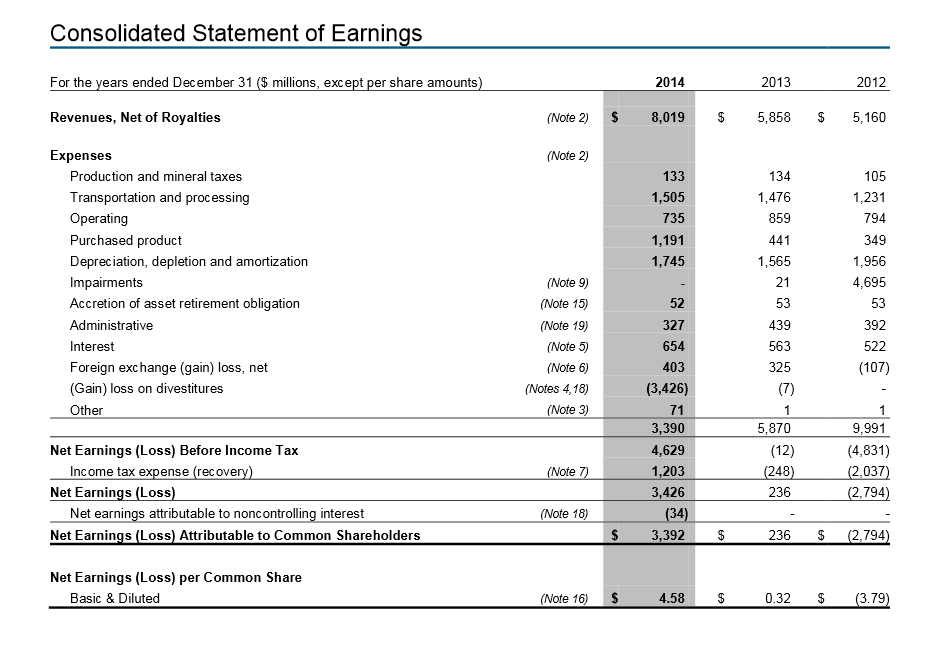 Consolidated Statement of Earnings
For the years ended December 31 ($ millions, except per share amounts) 2014 2013 2012
Revenues, Net of Royalties (Note 2) $ 8,019 $ 5,858 $ 5,160
Expenses (Note 2)
Production and mineral taxes 133 134 105
Transportation and processing 1,505 1,476 1,231
Operating 735 859 794
Purchased product 1,191 441 349
Depreciation, depletion and amortization 1,745 1,565 1,956
Impairments (Note 9) - 21 4,695
Accretion of asset retirement obligation (Note 15) 52 53 53
Administrative (Note 19) 327 439 392
Interest (Note 5) 654 563 522
Foreign exchange (gain) loss, net (Note 6) 403 325 (107)
(Gain) loss on divestitures (Notes 4,18) (3,426) (7) -
Other (Note 3) 71 1 1
3,390 5,870 9,991
Net Earnings (Loss) Before Income Tax 4,629 (12) (4,831)
Income tax expense (recovery) (Note 7) 1,203 (248) (2,037)
Net Earnings (Loss) 3,426 236 (2,794)
Net earnings attributable to noncontrolling interest (Note 18) (34) - -
Net Earnings (Loss) Attributable to Common Shareholders $ 3,392 $ 236 $ (2,794)
Net Earnings (Loss) per Common Share
Basic & Diluted (Note 16) $ 4.58 $ 0.32 $ (3.79)